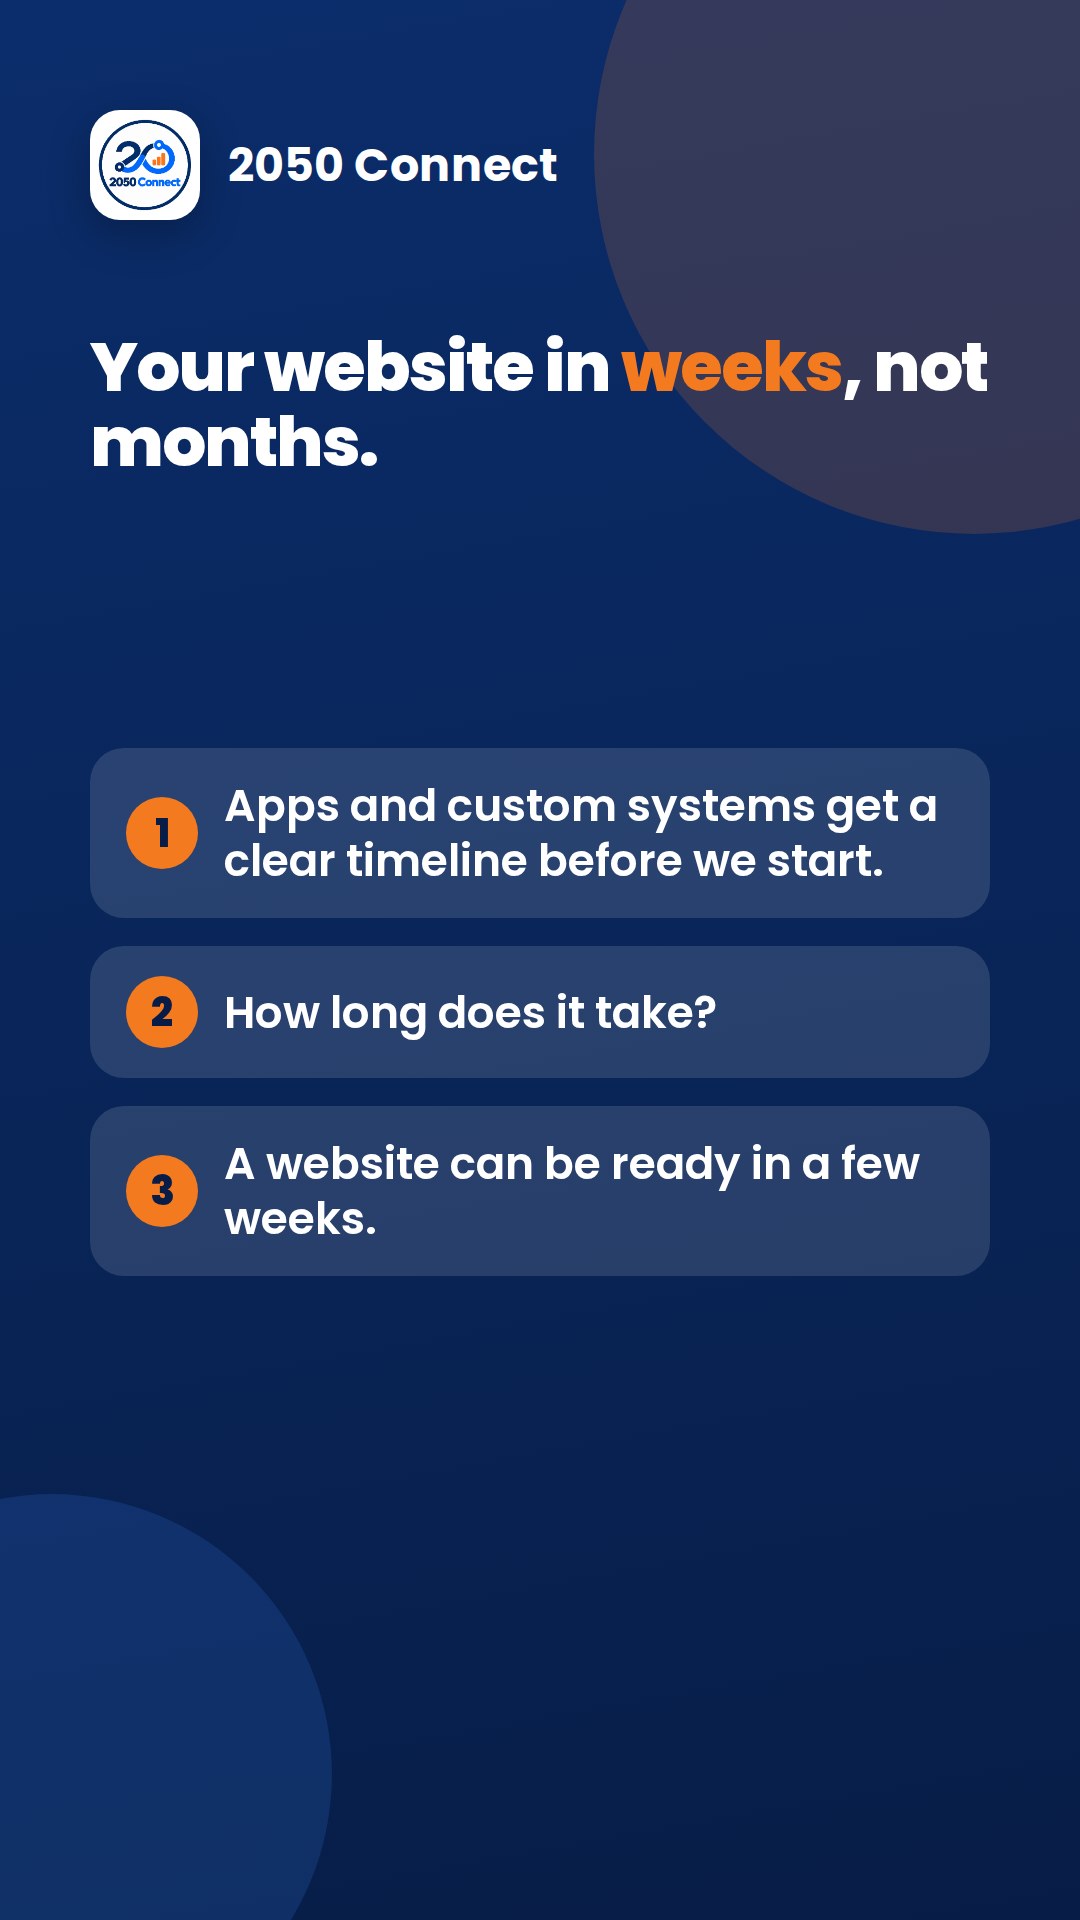 2050 Connect
2050 Connect
Your website in weeks, not
months.
1
Apps and custom systems get a
clear timeline before we start.
2
How long does it take?
3
A website can be ready in a few
weeks.